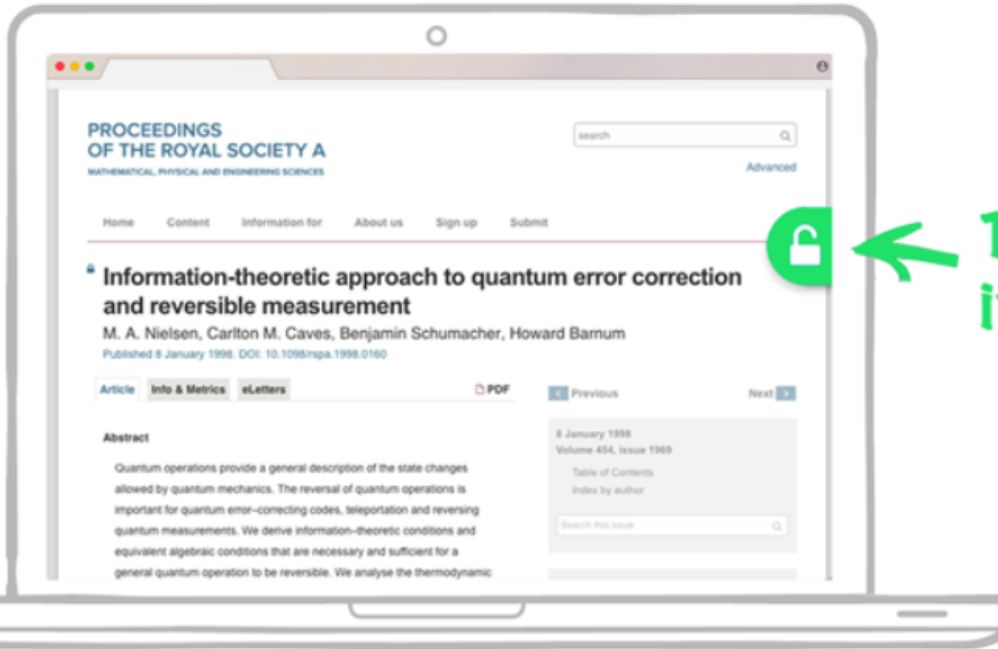 PROCEEDINGS
OF THE ROYAL SOCIETY A
MATHEMATICAL, PHYSICAL AND ENGINEERING SCIENCES
search
Advanced
Home Content Information for About us Sign up Submit
Information-theoretic approach to quantum error correction
and reversible measurement
M. A. Nielsen, Carlton M. Caves, Benjamin Schumacher, Howard Barnum
Published 8 January 1998. DOI: 10.1098/rspa.1998.0160
Article Info & Metrics eLetters PDF
Previous Next
Abstract
Quantum operations provide a general description of the state changes
allowed by quantum mechanics. The reversal of quantum operations is
important for quantum error–correcting codes, teleportation and reversing
quantum measurements. We derive information–theoretic conditions and
equivalent algebraic conditions that are necessary and sufficient for a
general quantum operation to be reversible. We analyse the thermodynamic
8 January 1998
Volume 454, issue 1969
Table of Contents
Index by author
Search this issue